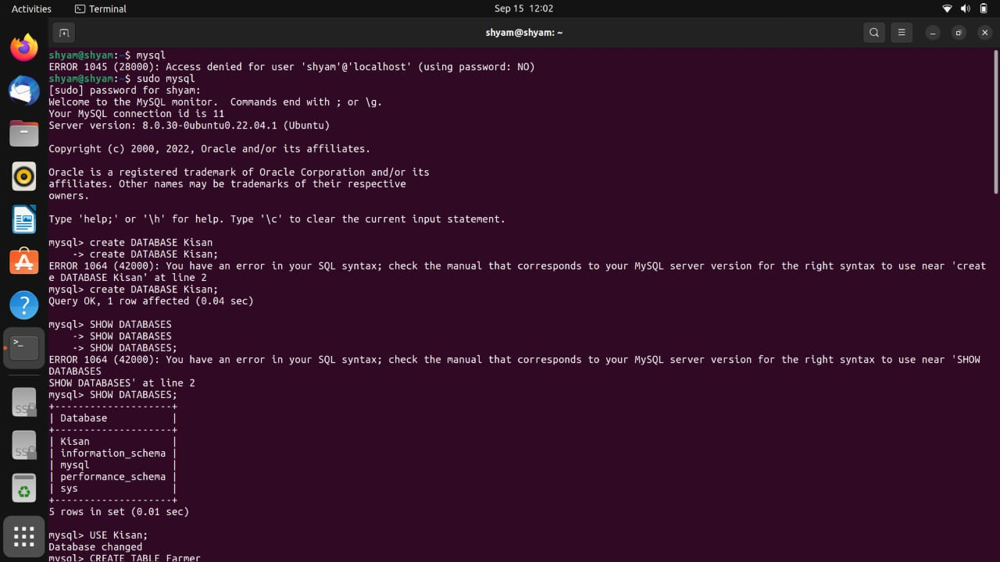 Activities Terminal Sep 15 12:02
shyam@shyam: ~
shyam@shyam:~$ mysql
ERROR 1045 (28000): Access denied for user 'shyam'@'localhost' (using password: NO)
shyam@shyam:~$ sudo mysql
[sudo] password for shyam:
Welcome to the MySQL monitor.  Commands end with ; or \g.
Your MySQL connection id is 11
Server version: 8.0.30-0ubuntu0.22.04.1 (Ubuntu)
Copyright (c) 2000, 2022, Oracle and/or its affiliates.
Oracle is a registered trademark of Oracle Corporation and/or its
affiliates. Other names may be trademarks of their respective
owners.
Type 'help;' or '\h' for help. Type '\c' to clear the current input statement.
mysql> create DATABASE Kisan
    -> create DATABASE Kisan;
ERROR 1064 (42000): You have an error in your SQL syntax; check the manual that corresponds to your MySQL server version for the right syntax to use near 'creat
e DATABASE Kisan' at line 2
mysql> create DATABASE Kisan;
Query OK, 1 row affected (0.04 sec)
mysql> SHOW DATABASES
    -> SHOW DATABASES
    -> SHOW DATABASES;
ERROR 1064 (42000): You have an error in your SQL syntax; check the manual that corresponds to your MySQL server version for the right syntax to use near 'SHOW
DATABASES
SHOW DATABASES' at line 2
mysql> SHOW DATABASES;
+--------------------+
| Database           |
+--------------------+
| Kisan              |
| information_schema |
| mysql              |
| performance_schema |
| sys                |
+--------------------+
5 rows in set (0.01 sec)
mysql> USE Kisan;
Database changed
mysql> CREATE TABLE Farmer